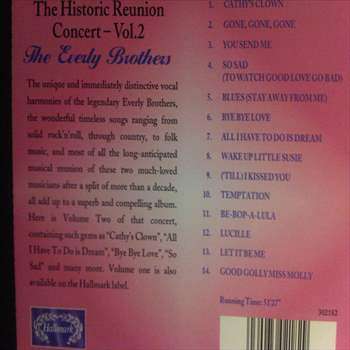 The Historic Reunion
Concert – Vol.2
The Everly Brothers
The unique and immediately distinctive vocal
harmonies of the legendary Everly Brothers,
the wonderful timeless songs ranging from
solid rock'n'roll, through country, to folk
music, and most of all the long-anticipated
musical reunion of these two much-loved
musicians after a split of more than a decade,
all add up to a superb and compelling album.
Here is Volume Two of that concert,
containing such gems as "Cathy's Clown", "All
I Have To Do is Dream", "Bye Bye Love", "So
Sad" and many more. Volume one is also
available on the Hallmark label.
Hallmark
1. CATHY'S CLOWN
2. GONE, GONE, GONE
3. YOU SEND ME
4. SO SAD
(TO WATCH GOOD LOVE GO BAD)
5. BLUES (STAY AWAY FROM ME)
6. BYE BYE LOVE
7. ALL I HAVE TO DO IS DREAM
8. WAKE UP LITTLE SUSIE
9. (TILL) I KISSED YOU
10. TEMPTATION
11. BE-BOP-A-LULA
12. LUCILLE
13. LET IT BE ME
14. GOOD GOLLY MISS MOLLY
Running Time: 51'27"
302152